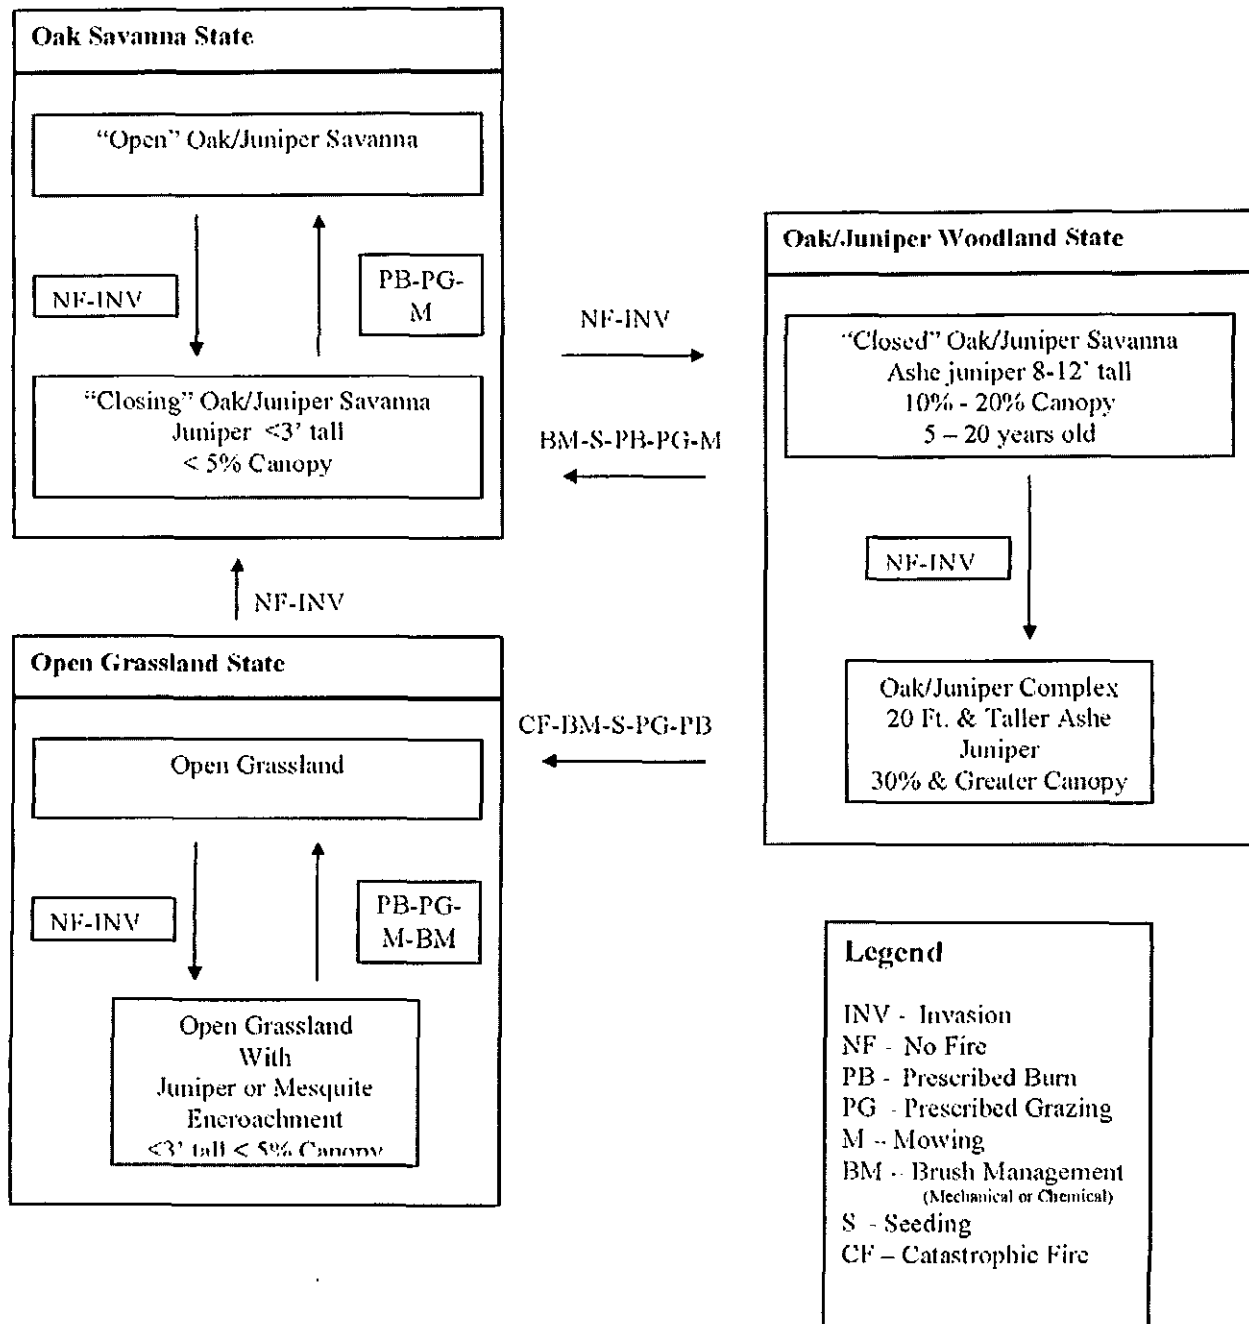 Oak Savanna State
“Open” Oak/Juniper Savanna
NF-INV
PB-PG-
M
“Closing” Oak/Juniper Savanna
Juniper <3’ tall
< 5% Canopy
NF-INV
BM-S-PB-PG-M
Oak/Juniper Woodland State
“Closed” Oak/Juniper Savanna
Ashe juniper 8-12’ tall
10% - 20% Canopy
5 – 20 years old
NF-INV
Oak/Juniper Complex
20 Ft. & Taller Ashe
Juniper
30% & Greater Canopy
NF-INV
Open Grassland State
Open Grassland
NF-INV
PB-PG-
M-BM
Open Grassland
With
Juniper or Mesquite
Encroachment
<3’ tall < 5% Canopy
CF-BM-S-PG-PB
Legend
INV - Invasion
NF - No Fire
PB - Prescribed Burn
PG - Prescribed Grazing
M – Mowing
BM – Brush Management
(Mechanical or Chemical)
S - Seeding
CF – Catastrophic Fire